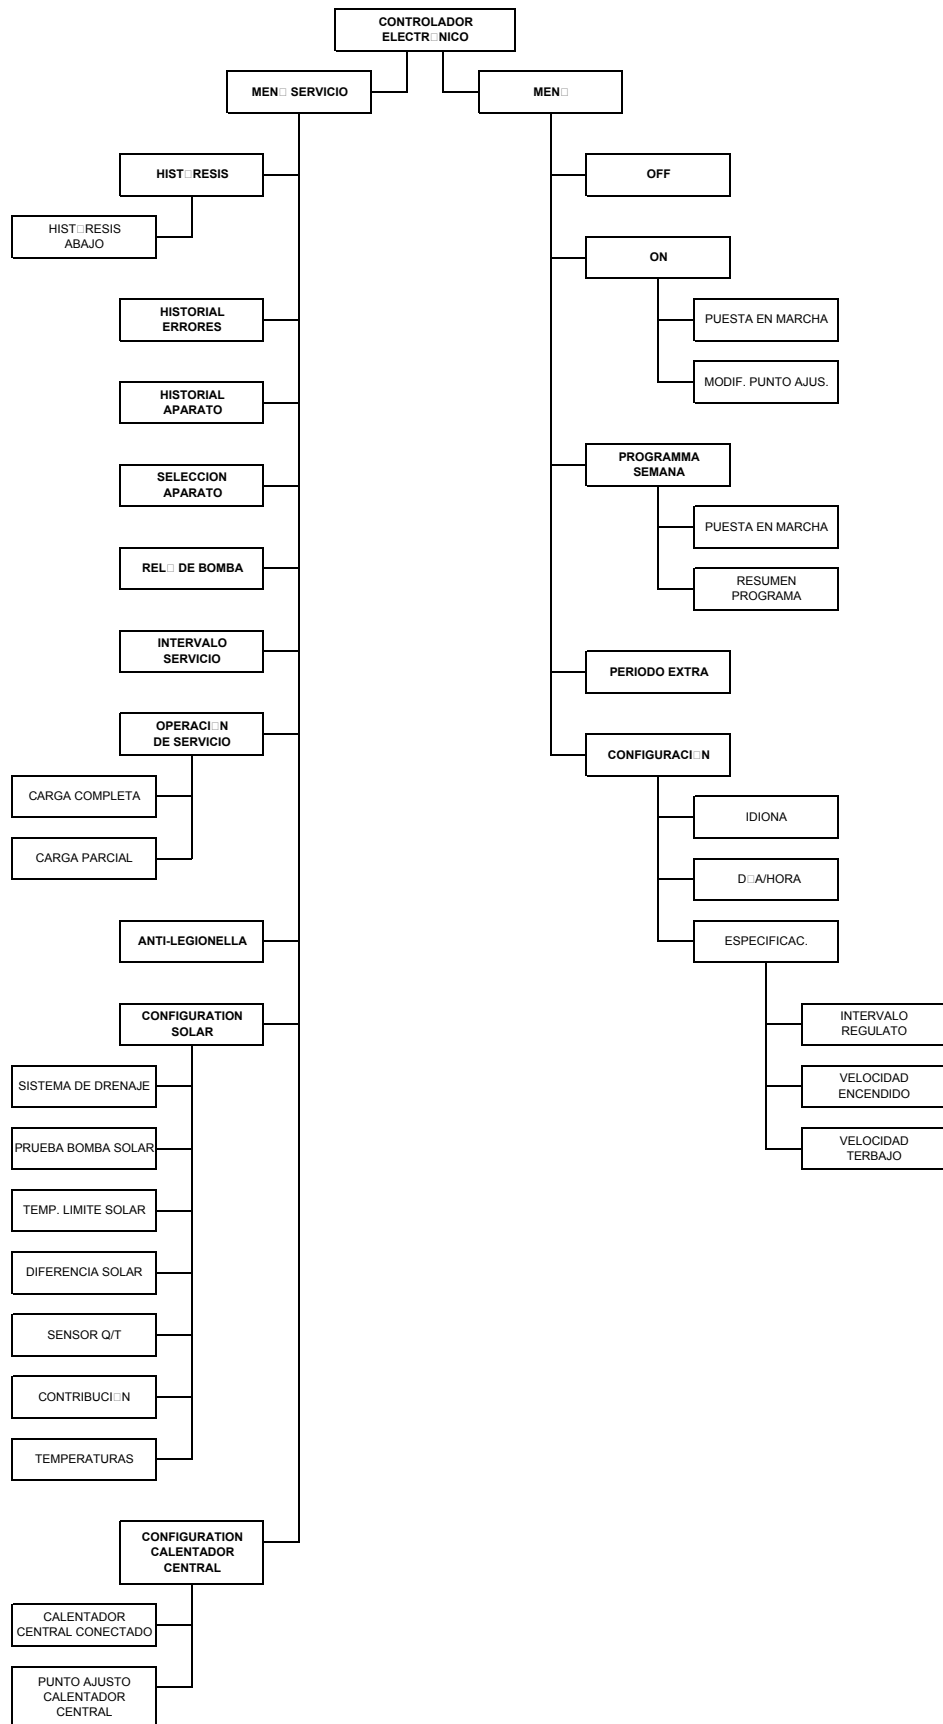 CONTROLADOR
ELECTR□NICO
MEN□ SERVICIO
MEN□
HIST□RESIS
HIST□RESIS
ABAJO
HISTORIAL
ERRORES
HISTORIAL
APARATO
SELECCION
APARATO
REL□ DE BOMBA
INTERVALO
SERVICIO
OPERACI□N
DE SERVICIO
CARGA COMPLETA
CARGA PARCIAL
ANTI-LEGIONELLA
CONFIGURATION
SOLAR
SISTEMA DE DRENAJE
PRUEBA BOMBA SOLAR
TEMP. LIMITE SOLAR
DIFERENCIA SOLAR
SENSOR Q/T
CONTRIBUCI□N
TEMPERATURAS
CONFIGURATION
CALENTADOR
CENTRAL
CALENTADOR
CENTRAL CONECTADO
PUNTO AJUSTO
CALENTADOR
CENTRAL
OFF
ON
PUESTA EN MARCHA
MODIF. PUNTO AJUS.
PROGRAMMA
SEMANA
PUESTA EN MARCHA
RESUMEN
PROGRAMA
PERIODO EXTRA
CONFIGURACI□N
IDIONA
D□A/HORA
ESPECIFICAC.
INTERVALO
REGULATO
VELOCIDAD
ENCENDIDO
VELOCIDAD
TERBAJO